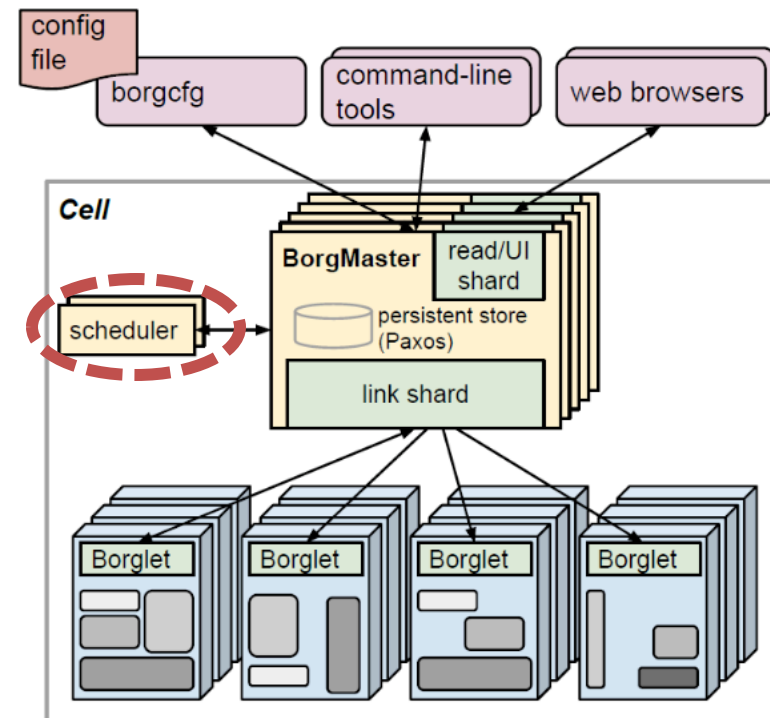 config
file
borgcfg
command-line
tools
web browsers
Cell
BorgMaster
read/UI
shard
scheduler
persistent store
(Paxos)
link shard
Borglet
Borglet
Borglet
Borglet